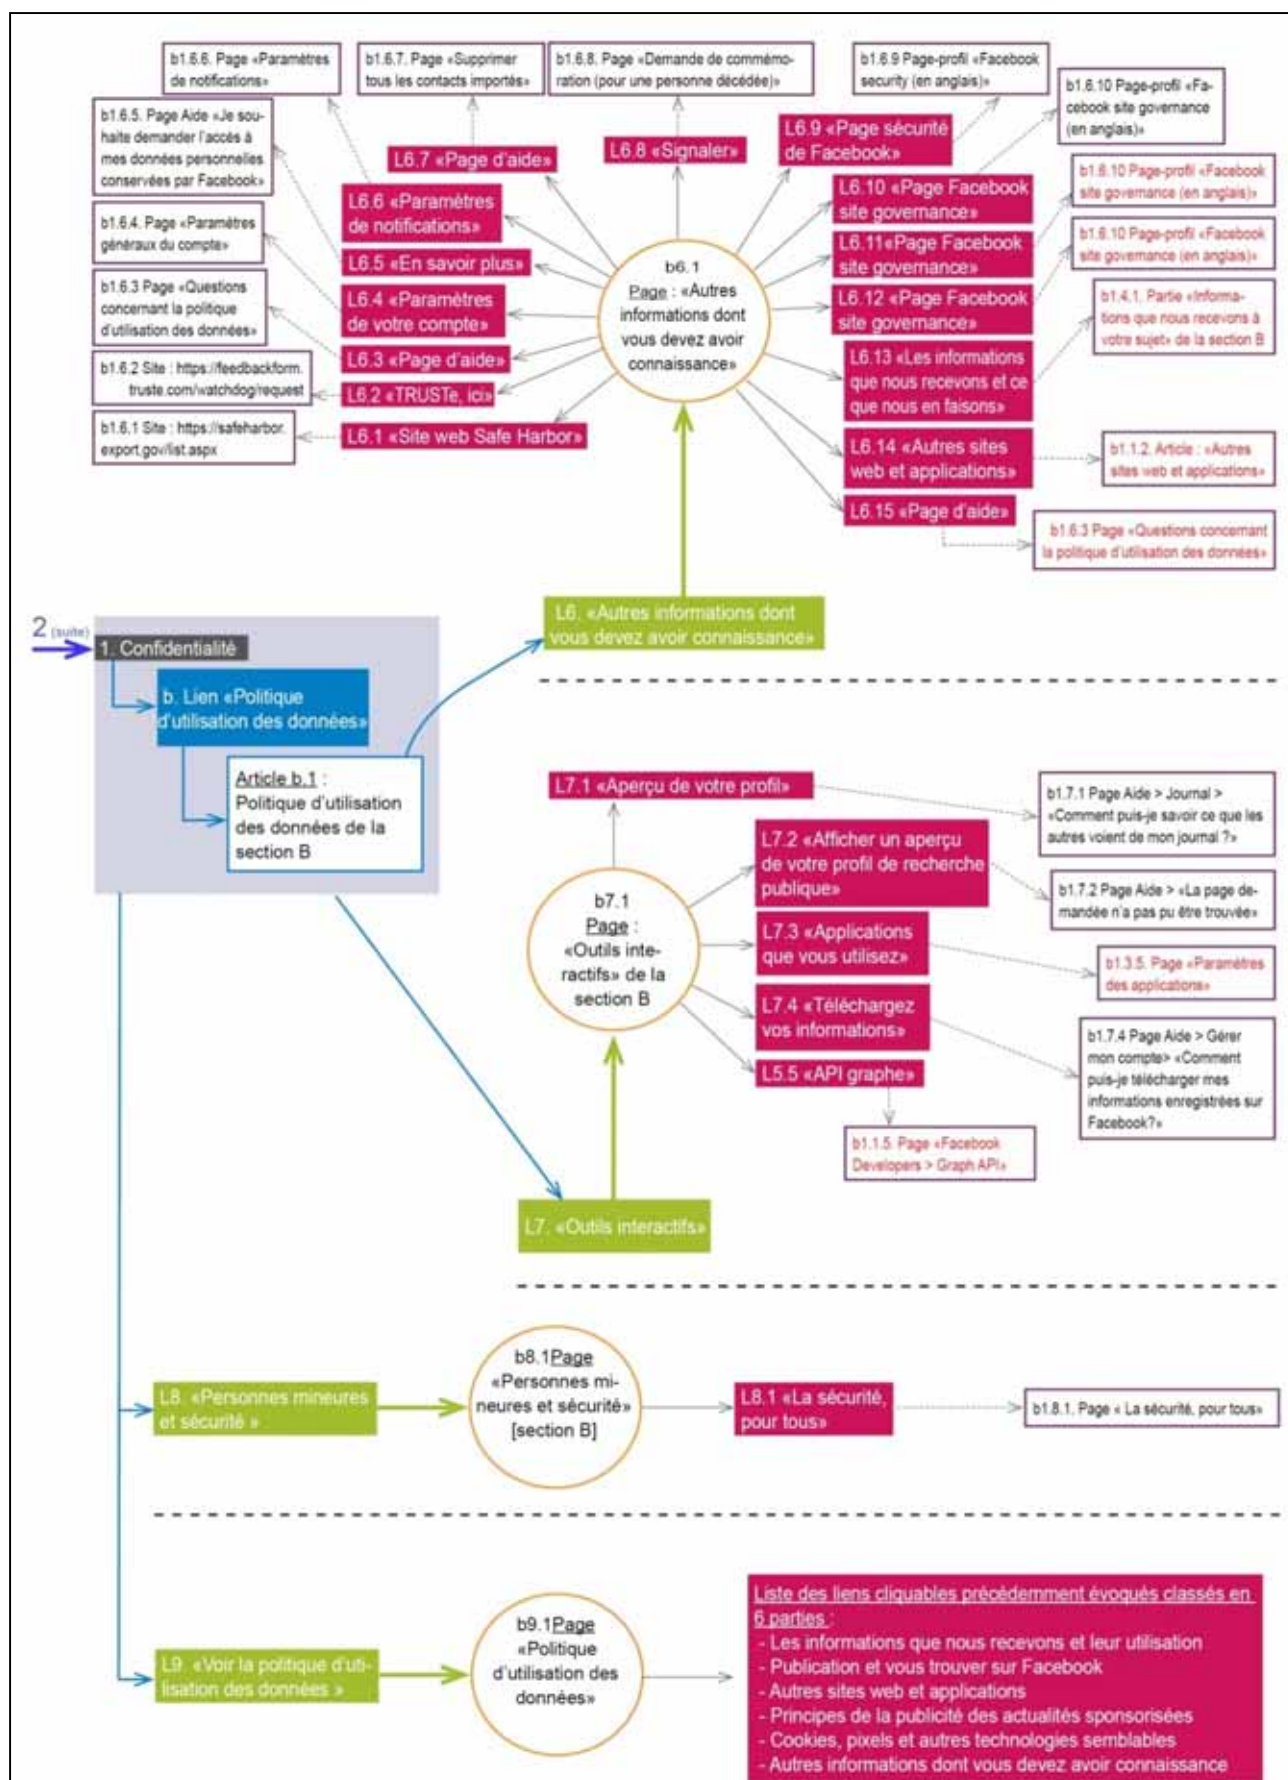 b1.6.6. Page «Paramètres
de notifications»
b1.6.7. Page «Supprimer
tous les contacts importés»
b1.6.8. Page «Demande de commémo-
ration (pour une personne décédée)»
b1.6.9 Page-profil «Facebook
security (en anglais)»
b1.6.10 Page-profil «Fa-
cebook site governance
(en anglais)»
b1.6.5. Page Aide «Je sou-
haite demander l'accés à
mes données personnelles
conservées par Facebook»
L6.7 «Page d'aide»
L6.8 «Signaler»
L6.9 «Page sécurité
de Facebook»
L6.6 «Paramètres
de notifications»
L6.10 «Page Facebook
site governance»
b1.6.10 Page-profil «Facebook
site governance (en anglais)»
b1.6.4. Page «Paramètres
généraux du compte»
L6.5 «En savoir plus»
L6.11«Page Facebook
site governance»
b1.6.10 Page-profil «Facebook
site governance (en anglais)»
b1.6.3 Page «Questions
concernant la politique
d'utilisation des données»
L6.4 «Paramètres
de votre compte»
b6.1
Page : «Autres
informations dont
vous devez avoir
connaissance»
L6.12 «Page Facebook
site governance»
b1.4.1. Partie «Informa-
tions que nous recevons à
votre sujet» de la section B
L6.3 «Page d'aide»
L6.13 «Les informations
que nous recevons et ce
que nous en faisons»
b1.6.2 Site : https://feedbackform.
truste.com/watchdog/request
L6.2 «TRUSTe, ici»
b1.6.1 Site : https://safeharbor.
export.gov/list.aspx
L6.1 «Site web Safe Harbor»
L6.14 «Autres sites
web et applications»
b1.1.2. Article : «Autres
sites web et applications»
L6.15 «Page d'aide»
b1.6.3 Page «Questions concernant
la politique d'utilisation des données»
L6. «Autres informations dont
vous devez avoir connaissance»
2 (suite)
1. Confidentialité
b. Lien «Politique
d'utilisation des données»
Article b.1 :
Politique d'utilisation
des données de la
section B
L7.1 «Aperçu de votre profil»
b1.7.1 Page Aide > Journal >
«Comment puis-je savoir ce que les
autres voient de mon journal ?»
L7.2 «Afficher un aperçu
de votre profil de recherche
publique»
b1.7.2 Page Aide > «La page de-
mandée n'a pas pu être trouvée»
b7.1
Page :
«Outils inte-
ractifs» de la
section B
L7.3 «Applications
que vous utilisez»
b1.3.5. Page «Paramètres
des applications»
L7.4 «Téléchargez
vos informations»
b1.7.4 Page Aide > Gérer
mon compte> «Comment
puis-je télécharger mes
informations enregistrées sur
Facebook?»
L5.5 «API graphe»
b1.1.5. Page «Facebook
Developers > Graph API»
L7. «Outils interactifs»
L8. «Personnes mineures
et sécurité »
b8.1Page
«Personnes mi-
neures et sécurité»
[section B]
L8.1 «La sécurité,
pour tous»
b1.8.1. Page « La sécurité, pour tous»
L9. «Voir la politique d'uti-
lisation des données »
b9.1Page
«Politique
d'utilisation des
données»
Liste des liens cliquables précédemment évoqués classés en
6 parties :
- Les informations que nous recevons et leur utilisation
- Publication et vous trouver sur Facebook
- Autres sites web et applications
- Principes de la publicité des actualités sponsorisées
- Cookies, pixels et autres technologies semblables
- Autres informations dont vous devez avoir connaissance